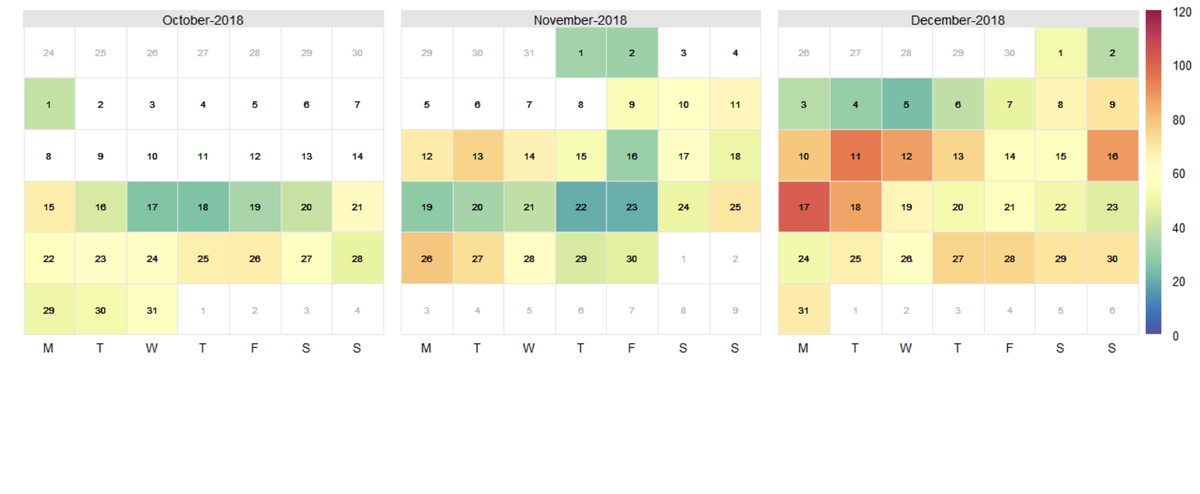 October-2018 November-2018 December-2018 120
24 25 26 27 28 29 30 29 30 31 1 2 3 4 26 27 28 29 30 1 2
100
1 2 3 4 5 6 7 5 6 7 8 9 10 11 3 4 5 6 7 8 9
80
8 9 10 11 12 13 14 12 13 14 15 16 17 18 10 11 12 13 14 15 16
60
15 16 17 18 19 20 21 19 20 21 22 23 24 25 17 18 19 20 21 22 23
40
22 23 24 25 26 27 28 26 27 28 29 30 1 2 24 25 26 27 28 29 30
20
29 30 31 1 2 3 4 3 4 5 6 7 8 9 31 1 2 3 4 5 6
0
M T W T F S S M T W T F S S M T W T F S S